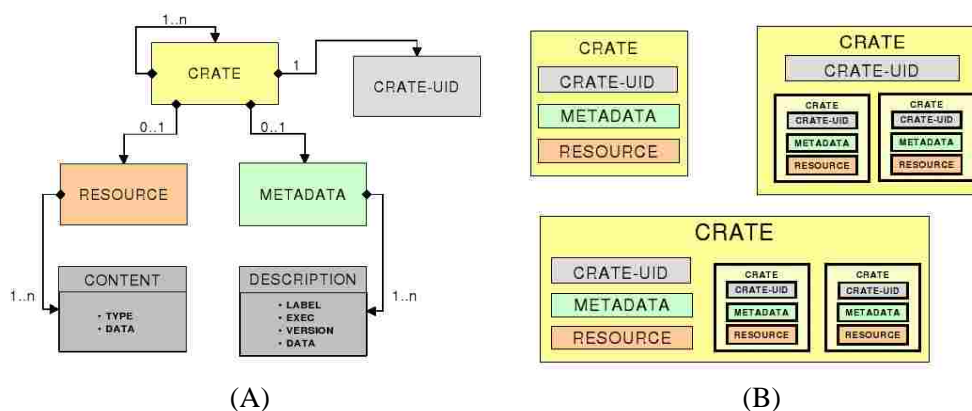 1..n
CRATE
1
CRATE-UID
0..1
0..1
RESOURCE
METADATA
CONTENT
• TYPE
• DATA
1..n
DESCRIPTION
• LABEL
• EXEC
• VERSION
• DATA
1..n
(A)
CRATE
CRATE-UID
METADATA
RESOURCE
CRATE
CRATE-UID
CRATE
CRATE-UID
METADATA
RESOURCE
CRATE
CRATE-UID
METADATA
RESOURCE
CRATE
CRATE-UID
METADATA
RESOURCE
CRATE
CRATE-UID
METADATA
RESOURCE
CRATE
CRATE-UID
METADATA
RESOURCE
(B)